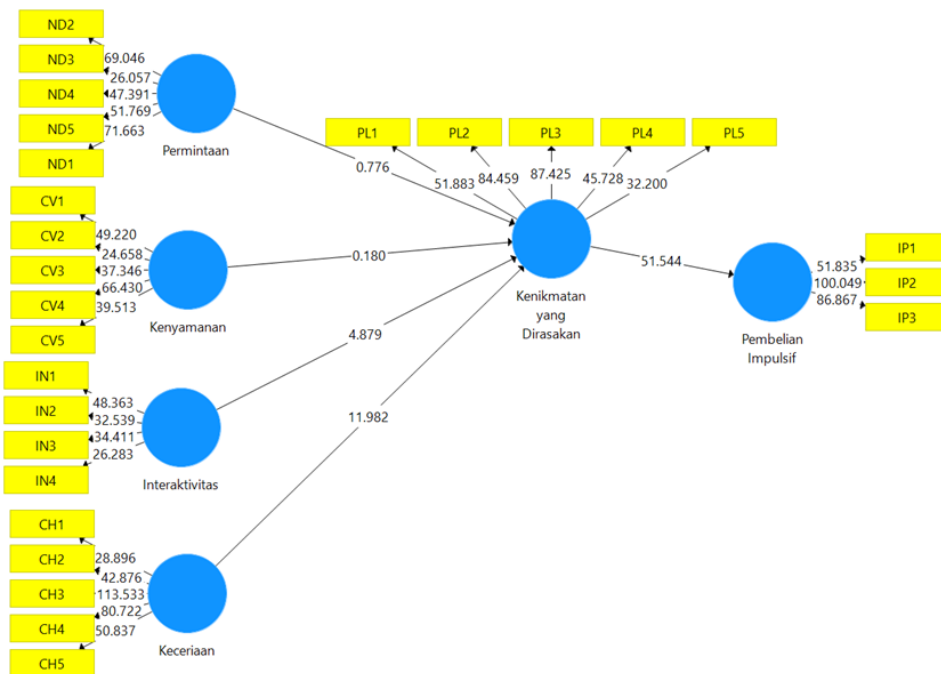 ND2
ND3
ND4
ND5
ND1
69.046
26.057
47.391
51.769
71.663
Permintaan
CV1
CV2
CV3
CV4
CV5
49.220
24.658
37.346
66.430
39.513
Kenyamanan
IN1
IN2
IN3
IN4
48.363
32.539
34.411
26.283
Interaktivitas
CH1
CH2
CH3
CH4
CH5
28.896
42.876
113.533
80.722
50.837
Keceriaan
0.776
0.180
4.879
11.982
PL1
PL2
PL3
PL4
PL5
51.883
84.459
87.425
45.728
32.200
Kenikmatan
yang
Dirasakan
51.544
Pembelian
Impulsif
51.835
100.049
86.867
IP1
IP2
IP3